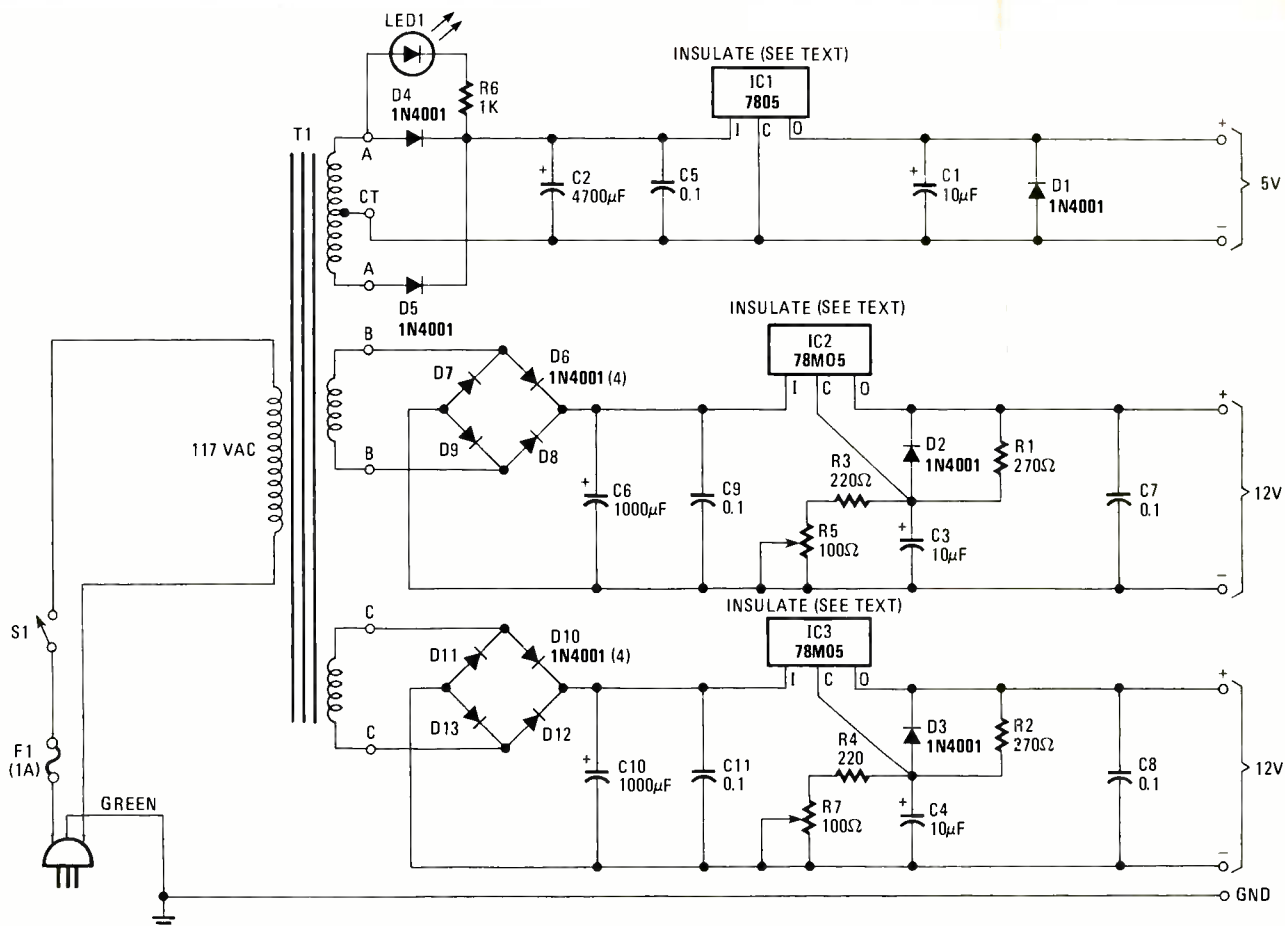 LED1
INSULATE (SEE TEXT)
IC1
7805
I
C
O
R6
1K
D4
1N4001
T1
A
CT
A
D5
1N4001
+
C2
4700µF
C5
0.1
+
C1
10µF
D1
1N4001
+
5V
–
INSULATE (SEE TEXT)
IC2
78M05
I
C
O
B
D7
D6
1N4001 (4)
D9
D8
B
117 VAC
+
C6
1000µF
C9
0.1
R3
220Ω
R5
100Ω
D2
1N4001
R1
270Ω
+
C3
10µF
C7
0.1
+
12V
–
INSULATE (SEE TEXT)
IC3
78M05
I
C
O
C
D11
D10
1N4001 (4)
D13
D12
C
+
C10
1000µF
C11
0.1
R4
220
R7
100Ω
D3
1N4001
R2
270Ω
+
C4
10µF
C8
0.1
+
12V
–
S1
F1
(1A)
GREEN
GND